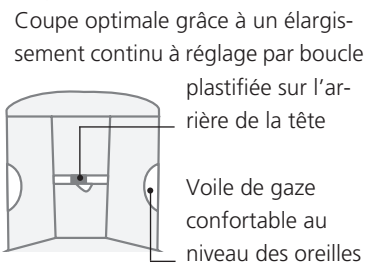 Coupe optimale grâce à un élargis-
sement continu à réglage par boucle
plastifiée sur l’ar-
rière de la tête
Voile de gaze
confortable au
niveau des oreilles